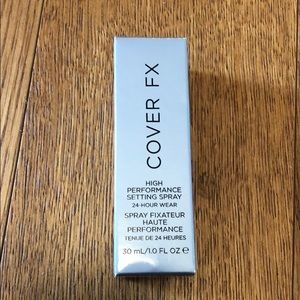 COVER FX
HIGH
PERFORMANCE
SETTING SPRAY
24-HOUR WEAR
SPRAY FIXATEUR
HAUTE
PERFORMANCE
TENUE DE 24 HEURES
30 mL/1.0 FL OZ ℮